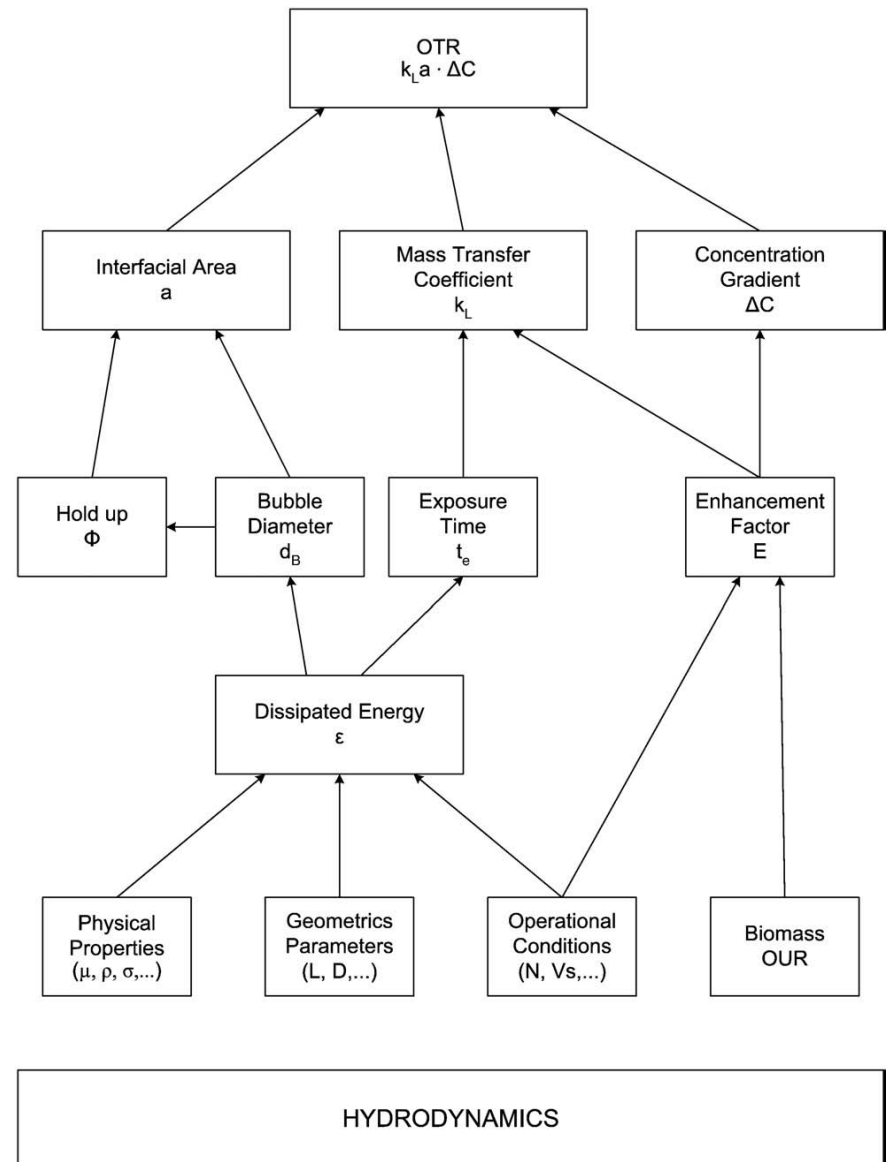 OTR
kLa · ΔC
Interfacial Area
a
Mass Transfer
Coefficient
kL
Concentration
Gradient
ΔC
Hold up
Φ
Bubble
Diameter
dB
Exposure
Time
te
Enhancement
Factor
E
Dissipated Energy
ε
Physical
Properties
(μ, ρ, σ,...)
Geometrics
Parameters
(L, D,...)
Operational
Conditions
(N, Vs,...)
Biomass
OUR
HYDRODYNAMICS